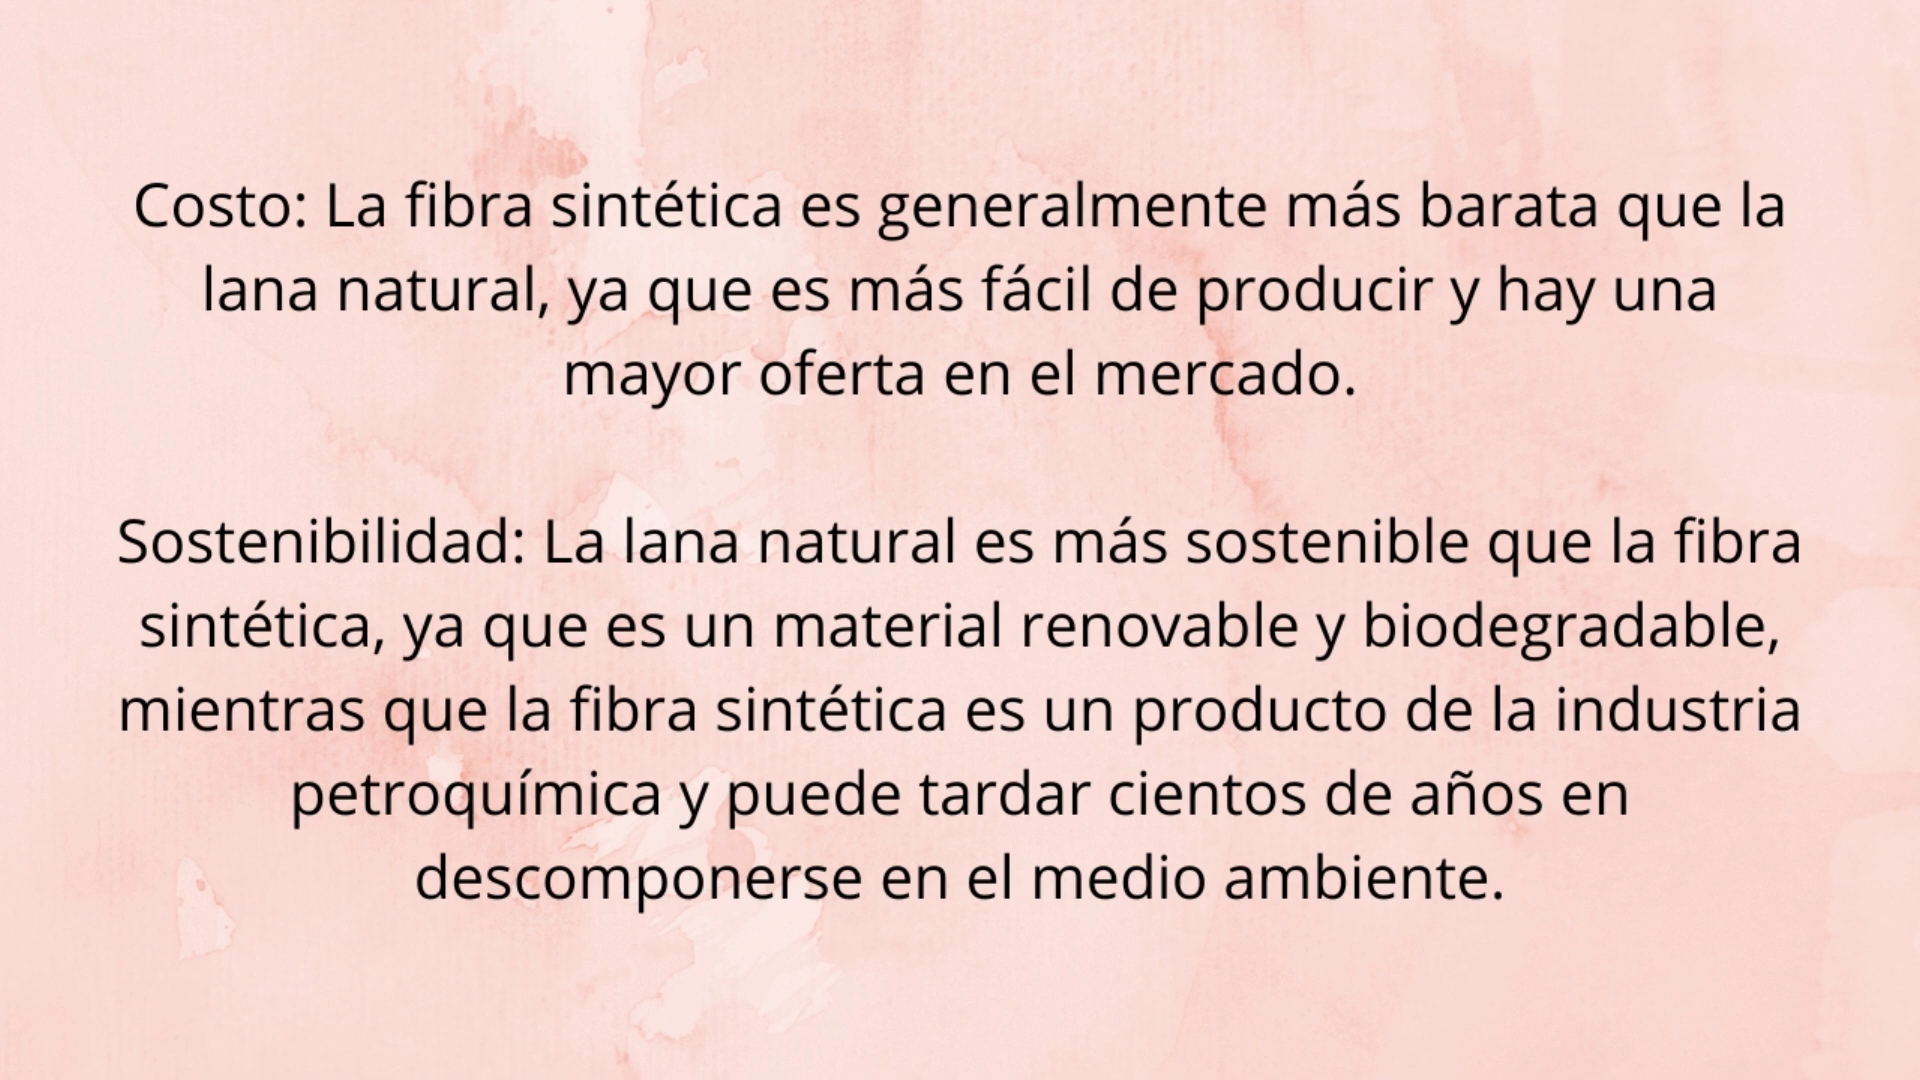 Costo: La fibra sintética es generalmente más barata que la
lana natural, ya que es más fácil de producir y hay una
mayor oferta en el mercado.
Sostenibilidad: La lana natural es más sostenible que la fibra
sintética, ya que es un material renovable y biodegradable,
mientras que la fibra sintética es un producto de la industria
petroquímica y puede tardar cientos de años en
descomponerse en el medio ambiente.